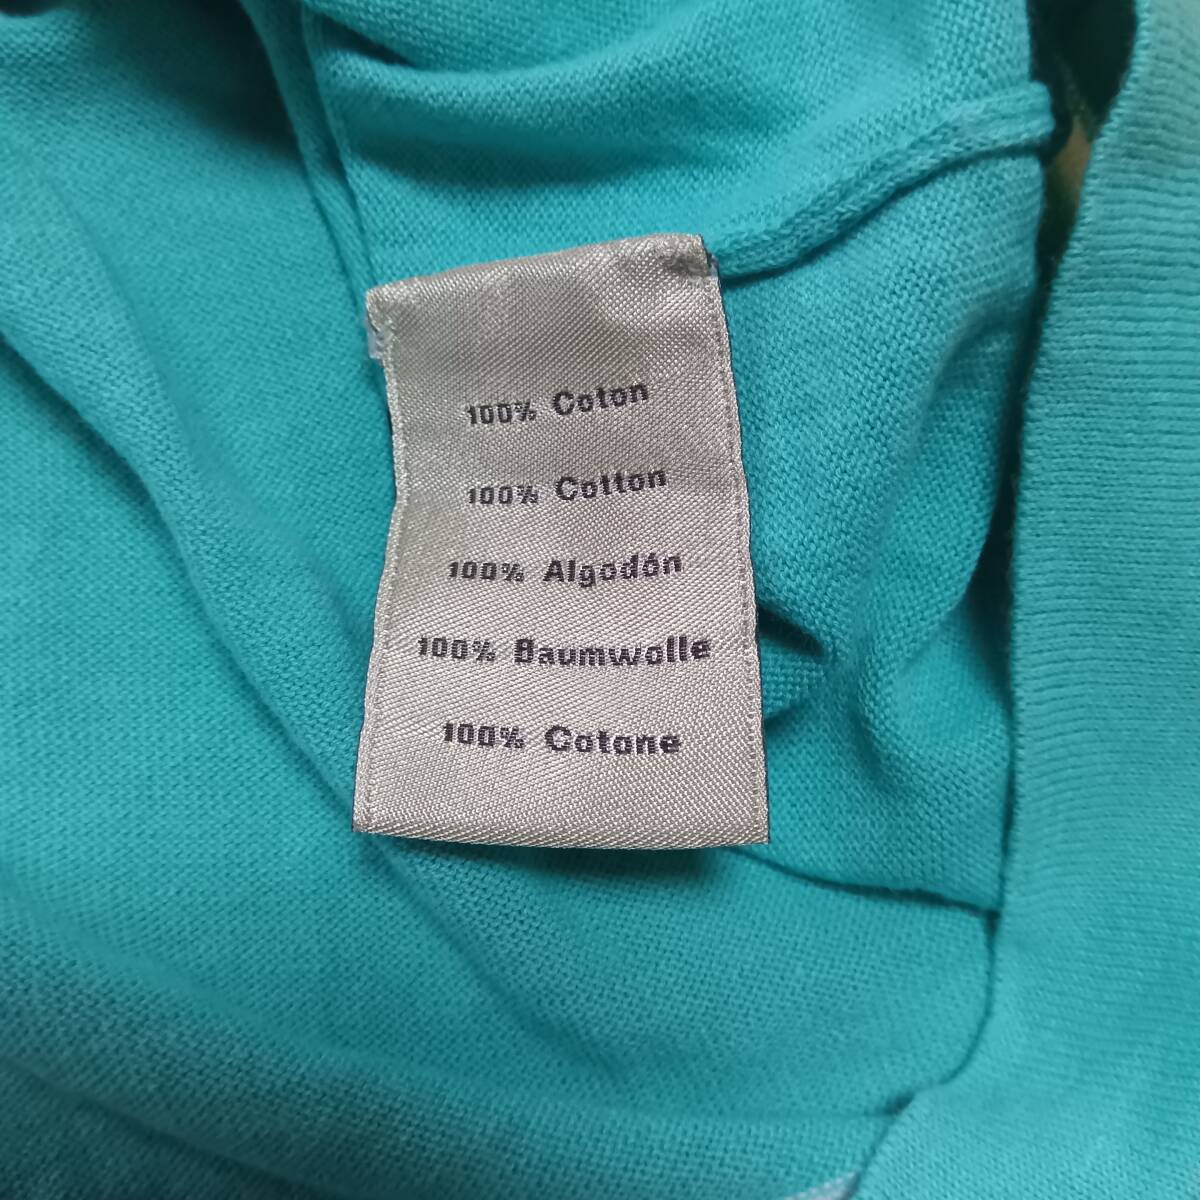 100% Coton
100% Cotton
100% Algodón
100% Baumwolle
100% Cotone